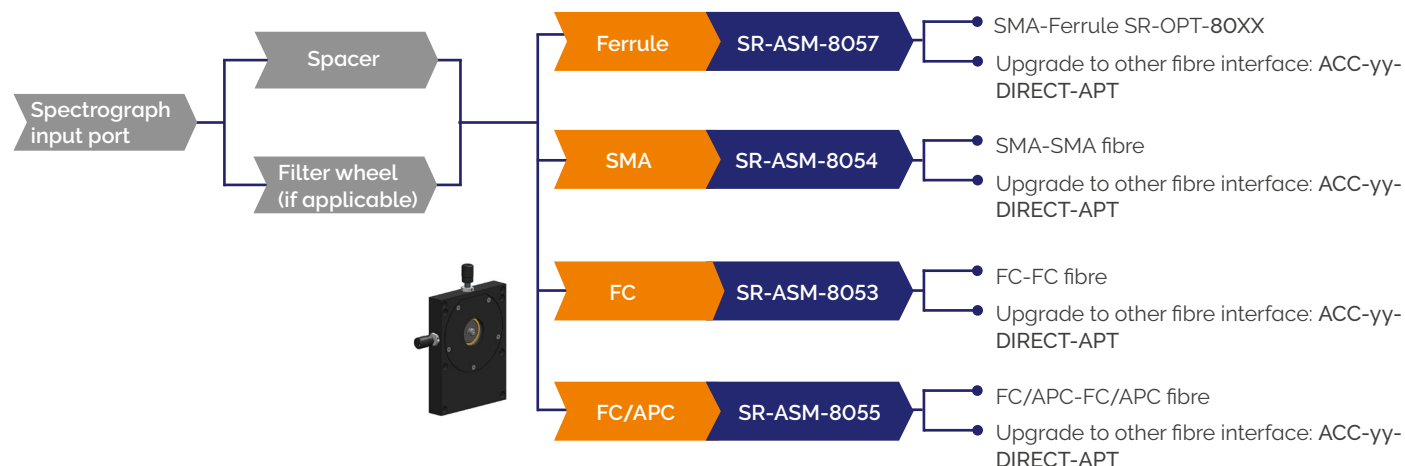 Spectrograph
input port
Spacer
Filter wheel
(if applicable)
Ferrule
SR-ASM-8057
SMA-Ferrule SR-OPT-80XX
Upgrade to other fibre interface: ACC-yy-
DIRECT-APT
SMA
SR-ASM-8054
SMA-SMA fibre
Upgrade to other fibre interface: ACC-yy-
DIRECT-APT
FC
SR-ASM-8053
FC-FC fibre
Upgrade to other fibre interface: ACC-yy-
DIRECT-APT
FC/APC
SR-ASM-8055
FC/APC-FC/APC fibre
Upgrade to other fibre interface: ACC-yy-
DIRECT-APT